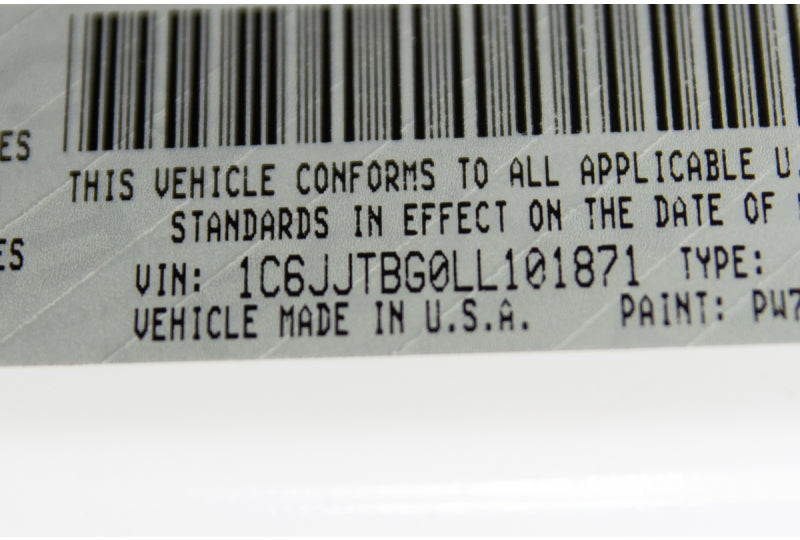 ES
THIS VEHICLE CONFORMS TO ALL APPLICABLE U.
STANDARDS IN EFFECT ON THE DATE OF
ES
VIN: 1C6JJTBG0LL101871 TYPE:
VEHICLE MADE IN U.S.A. PAINT: PW7